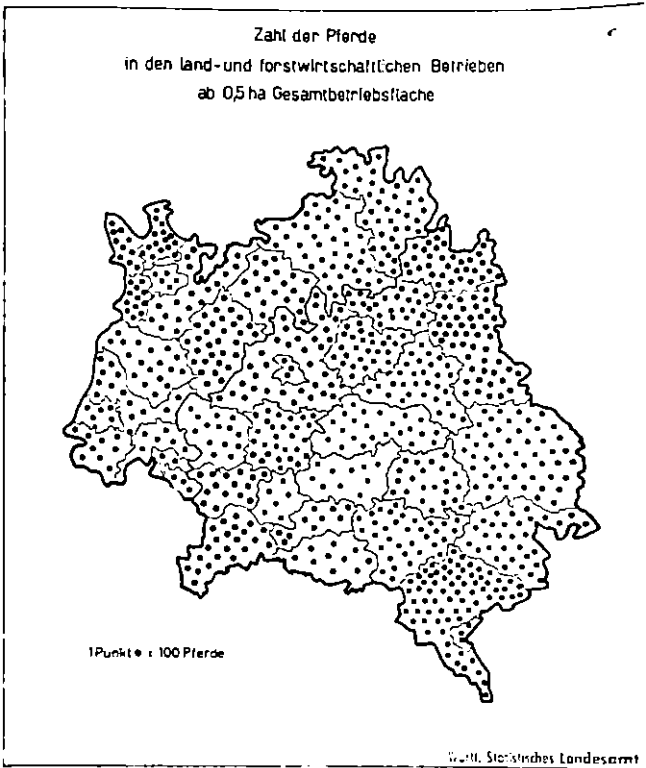 Zahl der Pferde
in den land- und forstwirtschaftlichen Betrieben
ab 0,5 ha Gesamtbetriebsfläche
1 Punkt • = 100 Pferde
Württ. Statistisches Landesamt